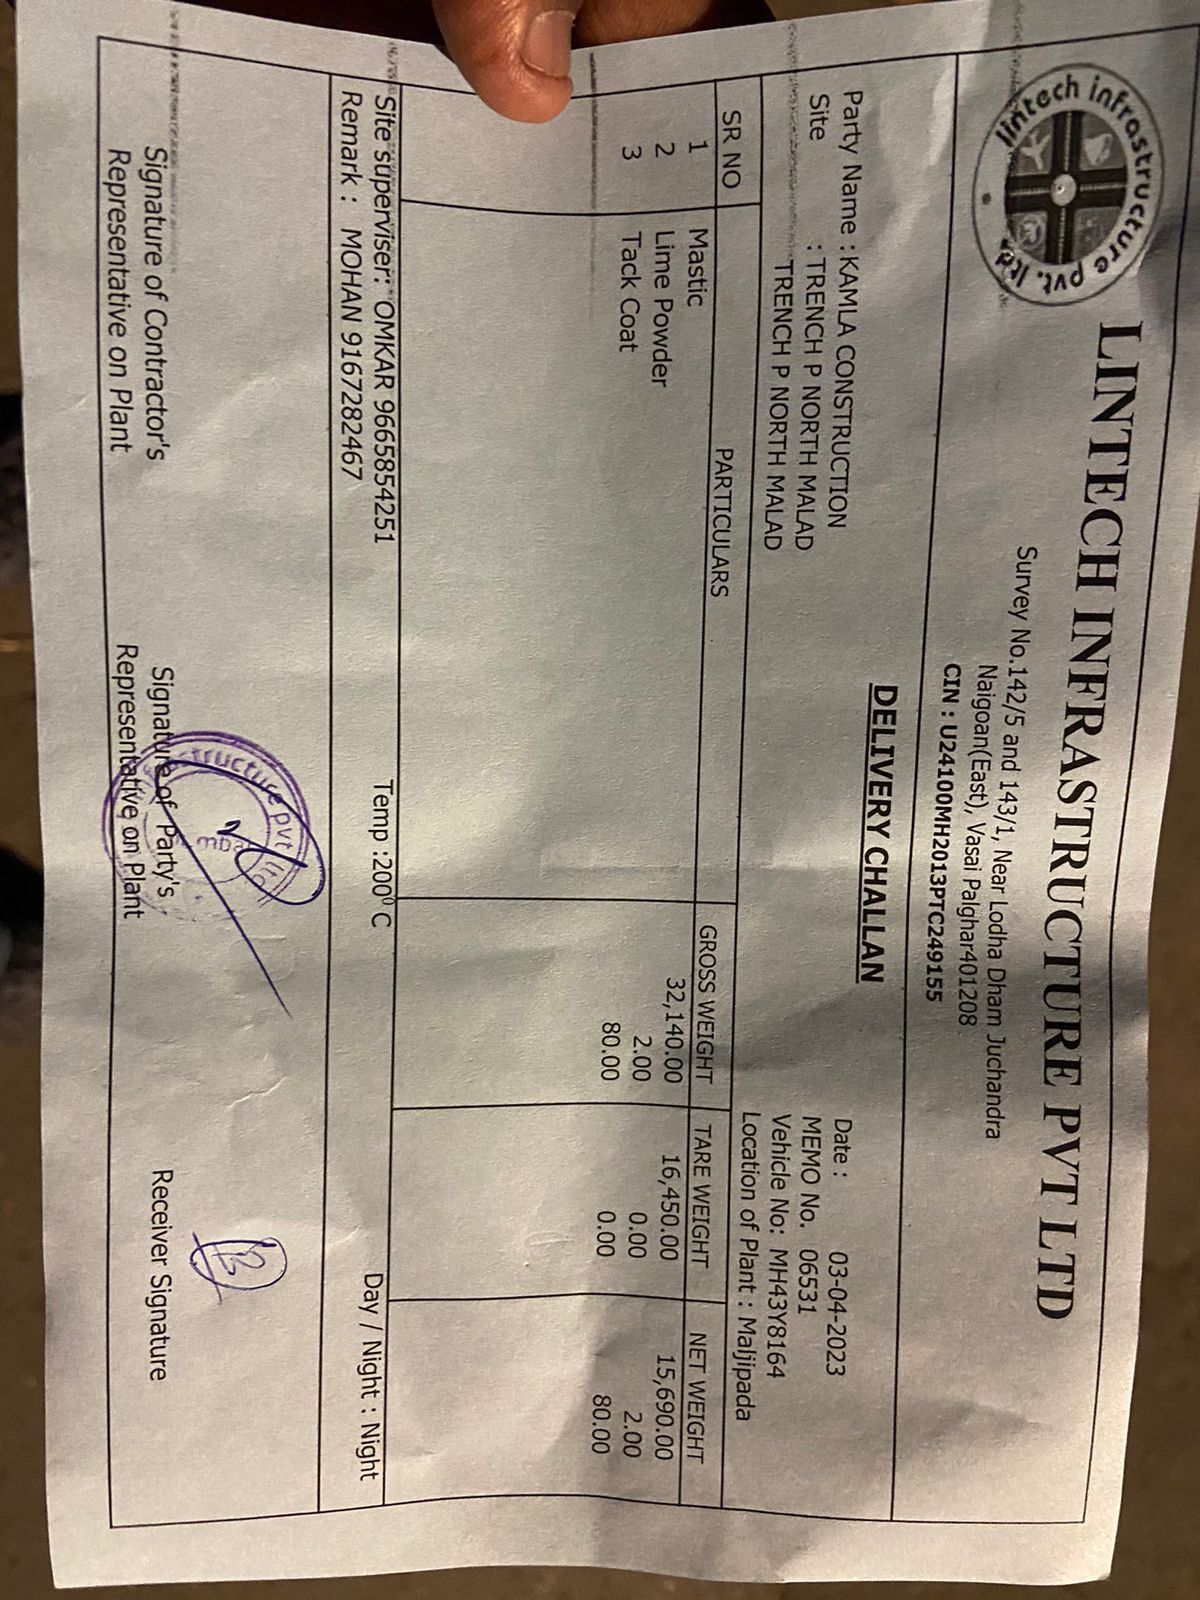 lintech infrastructure pvt. ltd.
LINTECH INFRASTRUCTURE PVT LTD
Survey No.142/5 and 143/1, Near Lodha Dham Juchandra
Naigoan(East), Vasai Palghar401208
CIN : U24100MH2013PTC249155
DELIVERY CHALLAN
Party Name : KAMLA CONSTRUCTION
Date : 03-04-2023
Site : TRENCH P NORTH MALAD
MEMO No. 06531
TRENCH P NORTH MALAD
Vehicle No: MH43Y8164
Location of Plant : Maljipada
SR NO PARTICULARS GROSS WEIGHT TARE WEIGHT NET WEIGHT
1 Mastic 32,140.00 16,450.00 15,690.00
2 Lime Powder 2.00 0.00 2.00
3 Tack Coat 80.00 0.00 80.00
Site superviser: OMKAR 9665854251 Temp :200⁰C Day / Night : Night
Remark : MOHAN 9167282467
Signature of Contractor's
Representative on Plant
Signature of Party's
Representative on Plant
Receiver Signature
structure pvt